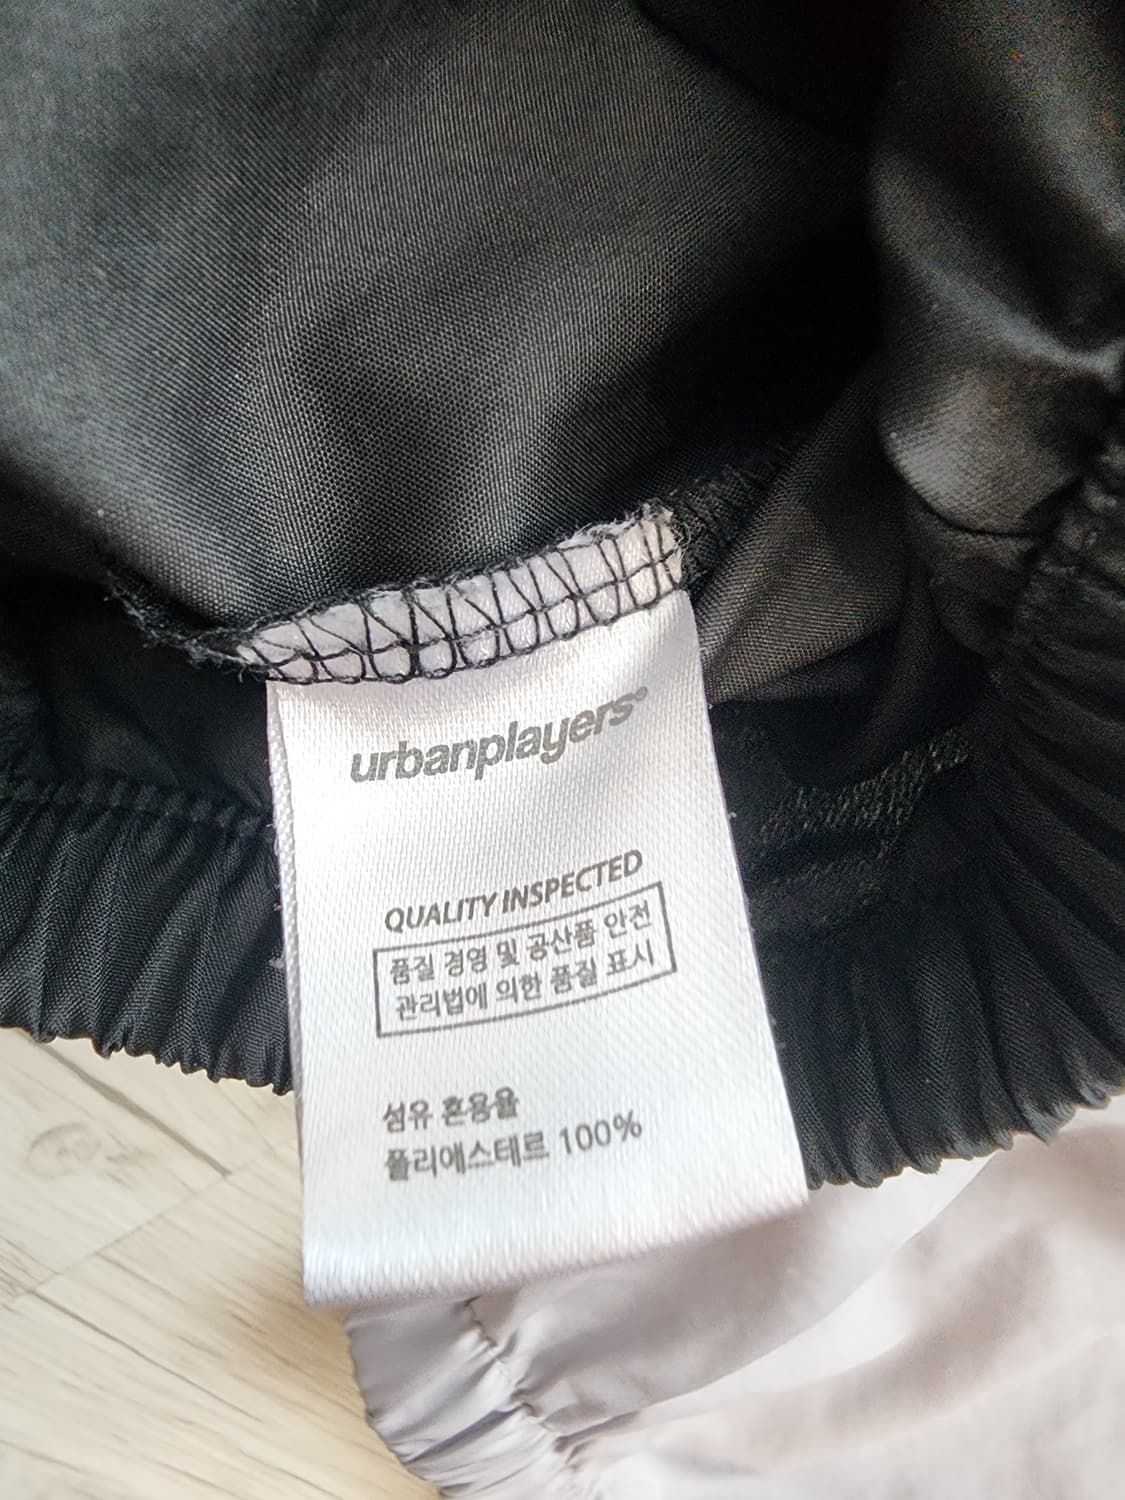 urbanplayers®
QUALITY INSPECTED
품질 경영 및 공산품 안전
관리법에 의한 품질 표시
섬유 혼용율
폴리에스테르 100%